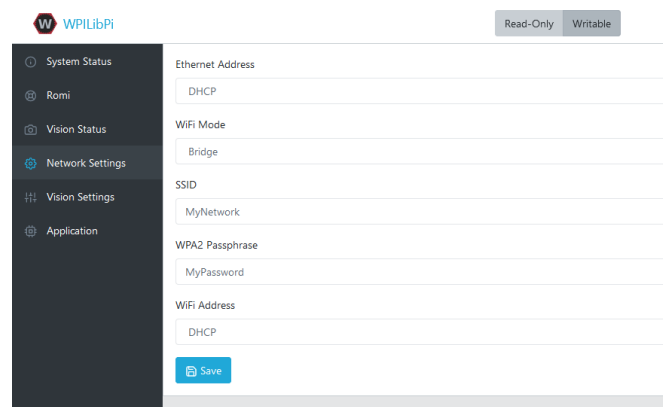 W WPILibPi
Read-Only Writable
System Status
Romi
Vision Status
Network Settings
Vision Settings
Application
Ethernet Address
DHCP
WiFi Mode
Bridge
SSID
MyNetwork
WPA2 Passphrase
MyPassword
WiFi Address
DHCP
Save